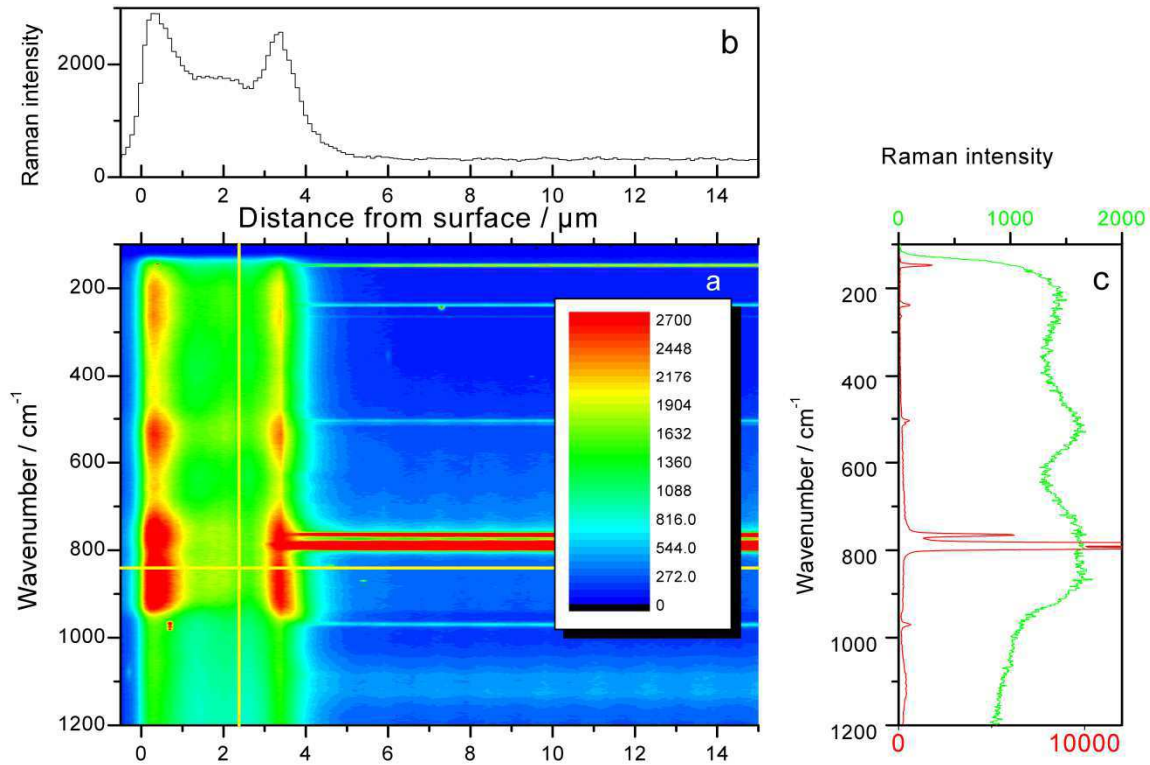 b
Raman intensity
2000
0
0 2 4 6 8 10 12 14
Distance from surface / µm
a
Wavenumber / cm-1
200
400
600
800
1000
1200
0 2 4 6 8 10 12 14
2700
2448
2176
1904
1632
1360
1088
816.0
544.0
272.0
0
Raman intensity
0 1000 2000
c
Wavenumber / cm-1
200
400
600
800
1000
1200
0 10000